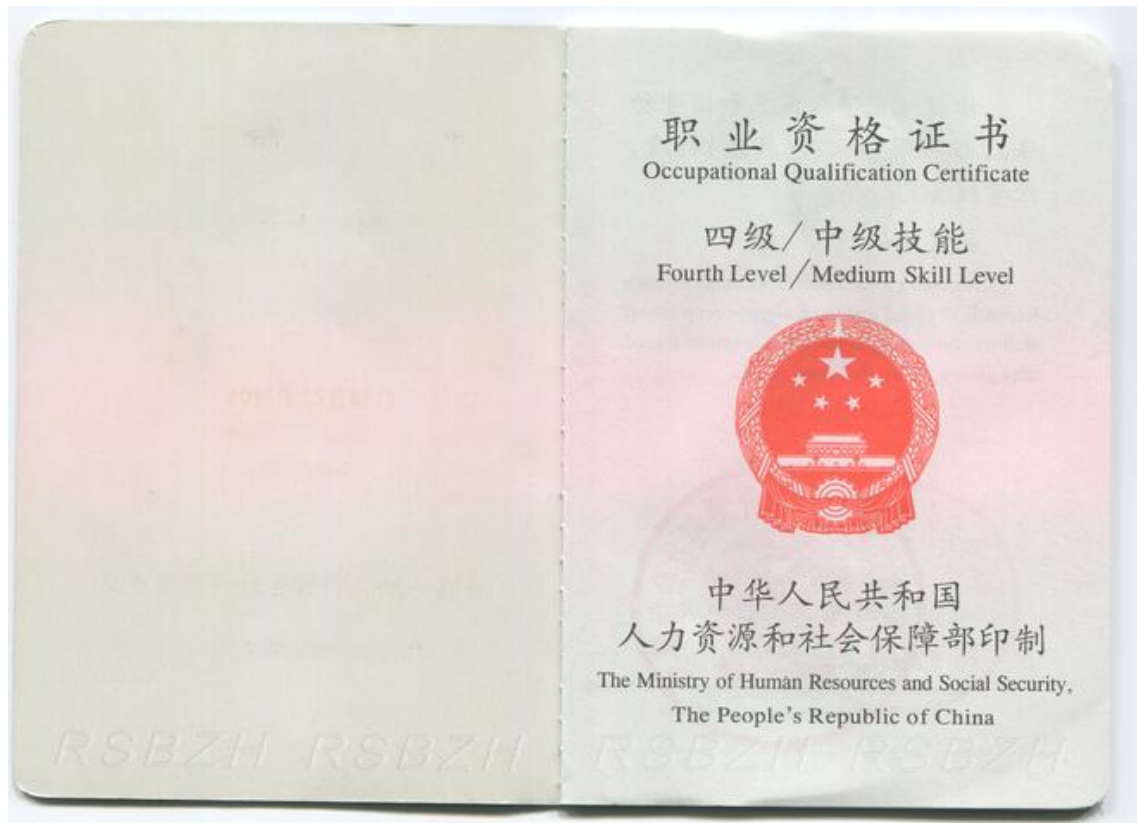 职业资格证书
Occupational Qualification Certificate
四级/中级技能
Fourth Level/Medium Skill Level
中华人民共和国
人力资源和社会保障部印制
The Ministry of Human Resources and Social Security,
The People's Republic of China
RSBZH RSBZH RSBZH RSBZH